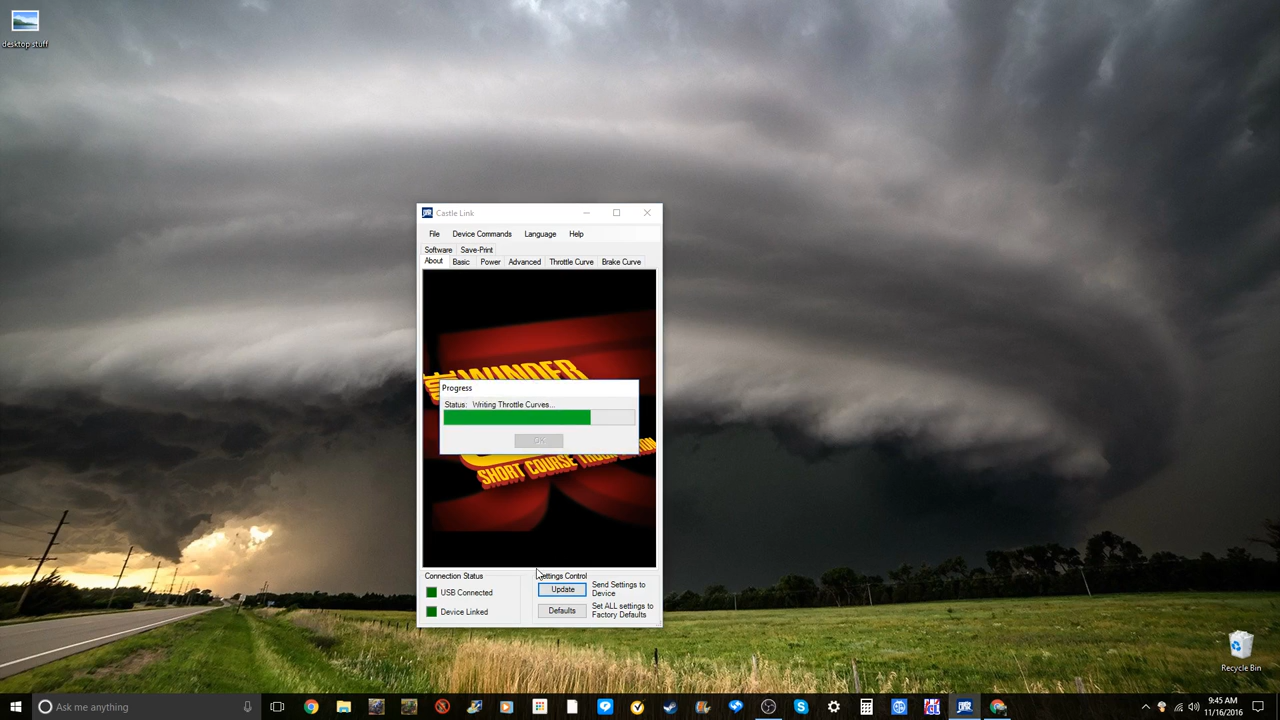 desktop stuff
Castle Link
File Device Commands Language Help
Software Save-Print
About Basic Power Advanced Throttle Curve Brake Curve
WUNDER
Progress
Status: Writing Throttle Curves...
OK
SHORT COURSE TRUCK EDITION
Connection Status
USB Connected
Device Linked
Settings Control
Update
Send Settings to
Device
Defaults
Set ALL settings to
Factory Defaults
Recycle Bin
Ask me anything
9:45 AM
11/16/2016